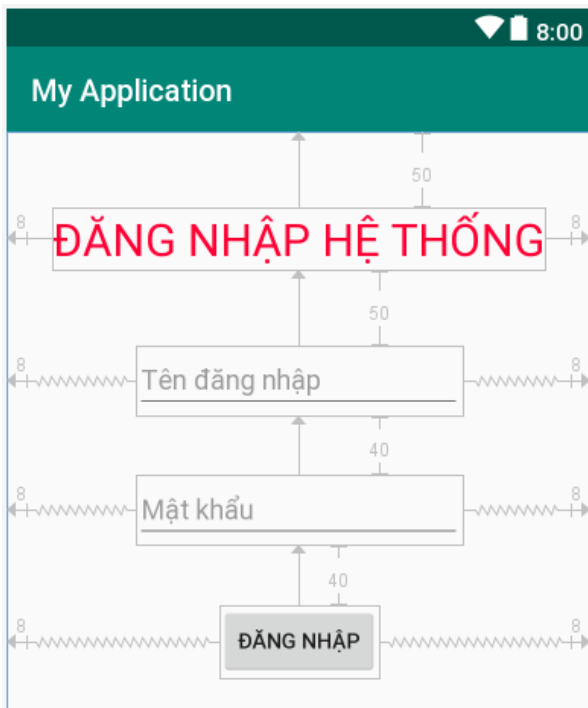 8:00
My Application
50
8 ĐĂNG NHẬP HỆ THỐNG 8
50
8 Tên đăng nhập 8
40
8 Mật khẩu 8
40
8 ĐĂNG NHẬP 8